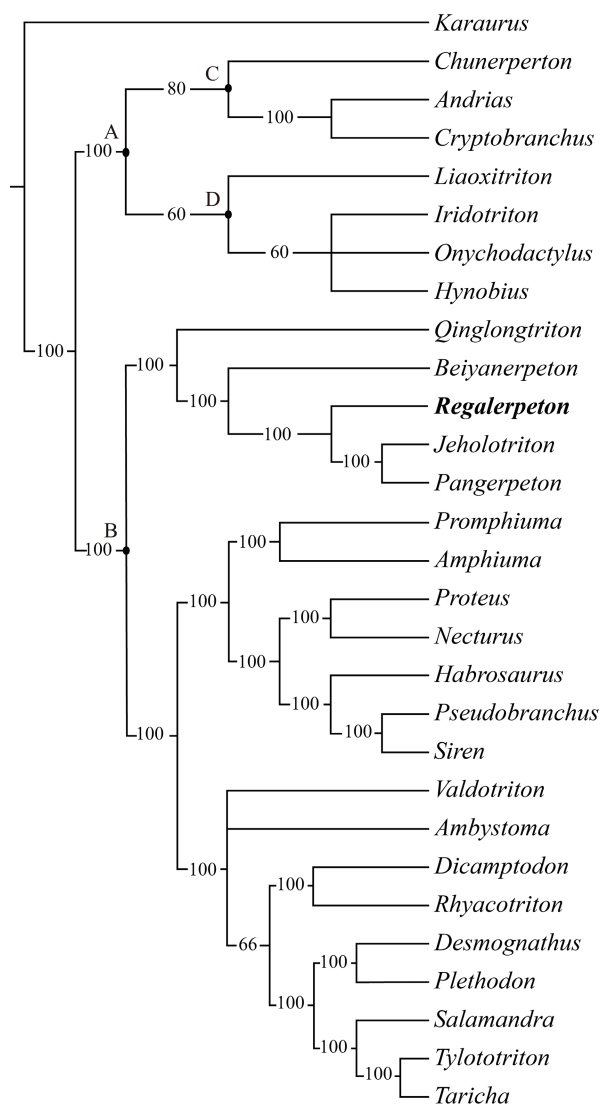 Karaurus
Chunerperton
C
80
Andrias
100
Cryptobranchus
A
100
Liaoxitriton
D
60
Iridotriton
60
Onychodactylus
Hynobius
Qinglongtriton
100
100
Beiyanerpeton
100
Regalerpeton
100
Jeholotriton
100
Pangerpeton
Promphiuma
B
100
100
Amphiuma
Proteus
100
100
Necturus
100
Habrosaurus
100
Pseudobranchus
100
100
Siren
Valdotriton
Ambystoma
100
Dicamptodon
100
Rhyacotriton
66
Desmognathus
100
Plethodon
100
Salamandra
100
Tylototriton
100
Taricha